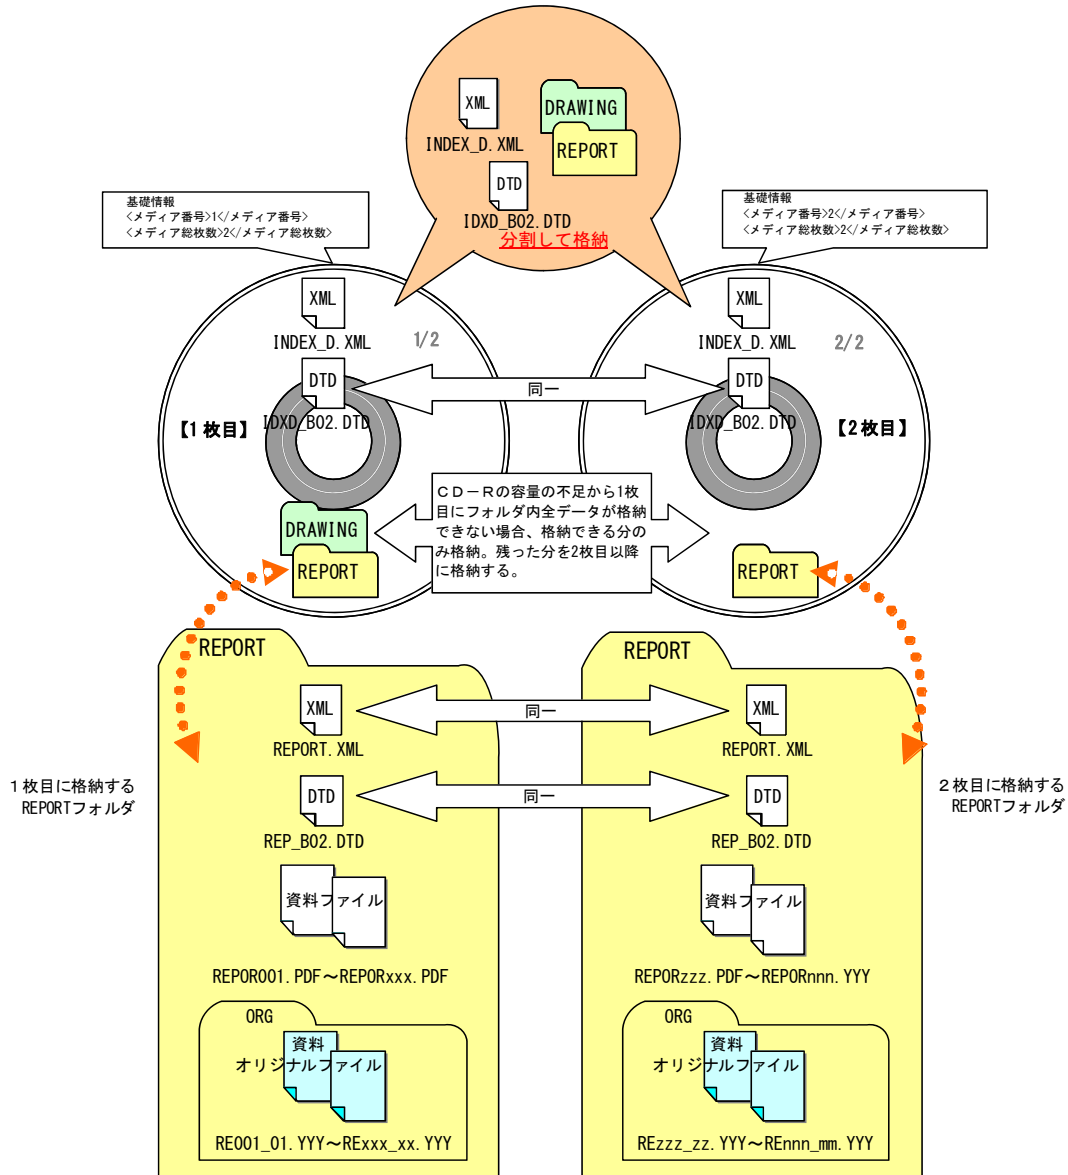 XML
INDEX_D.XML
DRAWING
REPORT
DTD
IDXD_B02.DTD
分割して格納
基礎情報
<メディア番号>1</メディア番号>
<メディア総枚数>2</メディア総枚数>
基礎情報
<メディア番号>2</メディア番号>
<メディア総枚数>2</メディア総枚数>
XML
INDEX_D.XML
1/2
DTD
IDXD_B02.DTD
【1枚目】
同一
XML
INDEX_D.XML
2/2
DTD
IDXD_B02.DTD
【2枚目】
DRAWING
REPORT
CD-Rの容量の不足から1枚
目にフォルダ内全データが格納
できない場合、格納できる分の
み格納。残った分を2枚目以降
に格納する。
REPORT
REPORT
XML
REPORT.XML
同一
DTD
REP_B02.DTD
同一
資料ファイル
REPOR001.PDF～REPORxxx.PDF
ORG
資料
オリジナルファイル
RE001_01.YYY～RExxx_xx.YYY
1枚目に格納する
REPORTフォルダ
REPORT
XML
REPORT.XML
DTD
REP_B02.DTD
資料ファイル
REPORzzz.PDF～REPORnnn.YYY
ORG
資料
オリジナルファイル
REzzz_zz.YYY～REnnn_mm.YYY
2枚目に格納する
REPORTフォルダ